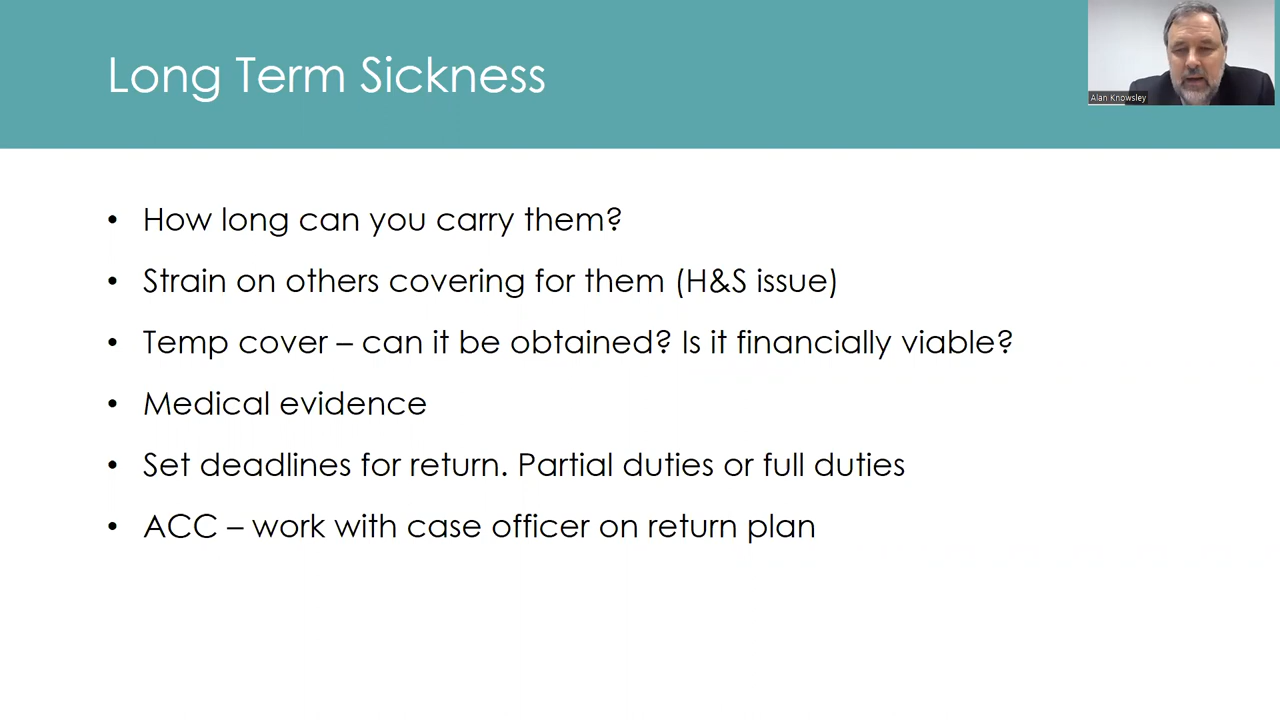 Long Term Sickness
Alan Knowsley
• How long can you carry them?
• Strain on others covering for them (H&S issue)
• Temp cover – can it be obtained? Is it financially viable?
• Medical evidence
• Set deadlines for return. Partial duties or full duties
• ACC – work with case officer on return plan